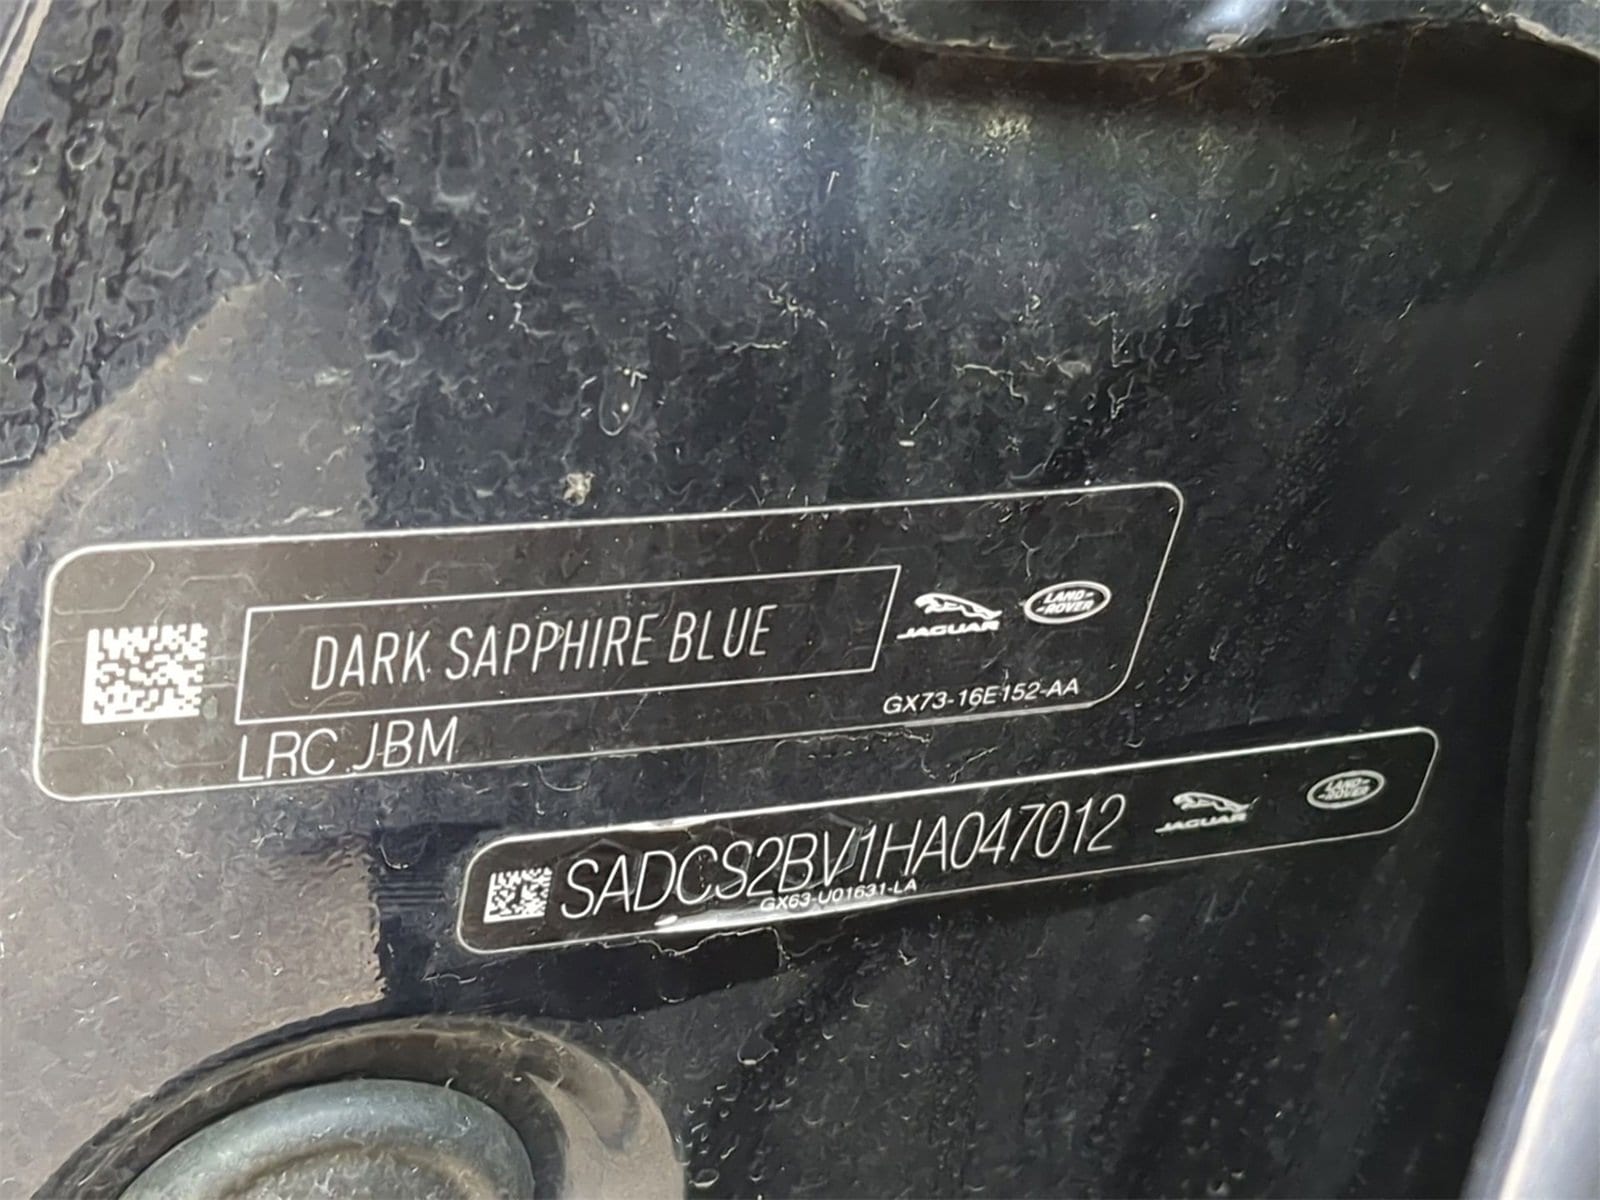 DARK SAPPHIRE BLUE
JAGUAR
LAND-
-ROVER
GX73-16E152-AA
LRC JBM
SADCS2BV1HA047012
GX63-U01631-LA
JAGUAR
LAND-
-ROVER